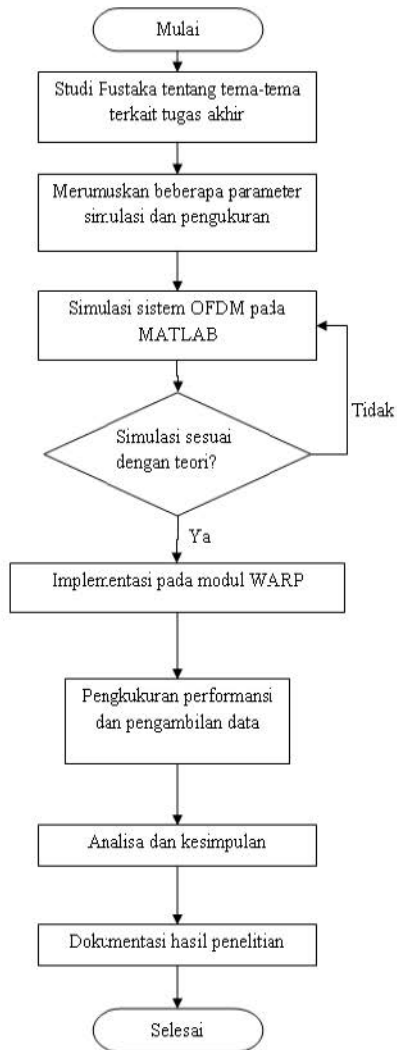 Mulai
Studi Fustaka tentang tema-tema
terkait tugas akhir
Merumuskan beberapa parameter
simulasi dan pengukuran
Simulasi sistem OFDM pada
MATLAB
Tidak
Simulasi sesuai
dengan teori?
Ya
Implementasi pada modul WARP
Pengkukuran performansi
dan pengambilan data
Analisa dan kesimpulan
Dokumentasi hasil penelitian
Selesai